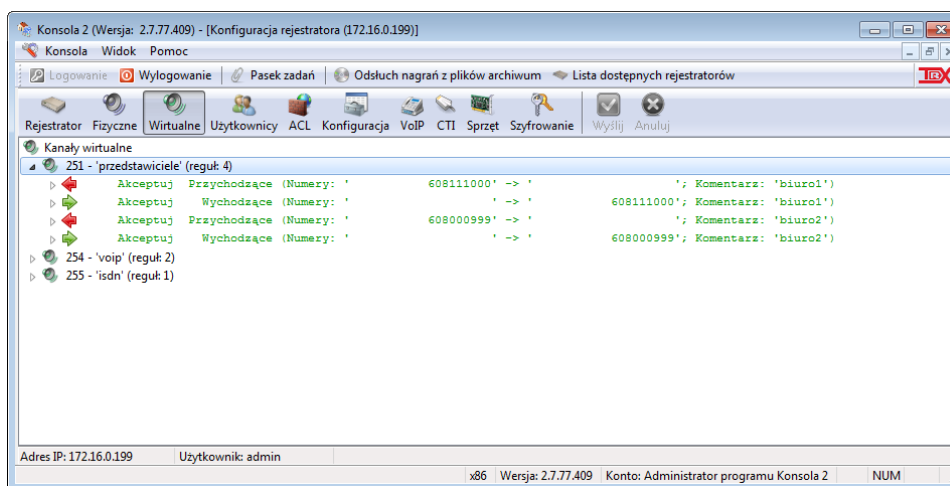 Konsola 2 (Wersja: 2.7.77.409) - [Konfiguracja rejestratora (172.16.0.199)]
Konsola Widok Pomoc
Logowanie Wylogowanie Pasek zadań Odsłuch nagrań z plików archiwum Lista dostępnych rejestratorów TRX
Rejestrator Fizyczne Wirtualne Użytkownicy ACL Konfiguracja VoIP CTI Sprzęt Szyfrowanie Wyślij Anuluj
Kanały wirtualne
251 - 'przedstawiciele' (reguł: 4)
Akceptuj Przychodzące (Numery: ' 608111000' -> ' '; Komentarz: 'biuro1')
Akceptuj Wychodzące (Numery: ' ' -> ' 608111000'; Komentarz: 'biuro1')
Akceptuj Przychodzące (Numery: ' 608000999' -> ' '; Komentarz: 'biuro2')
Akceptuj Wychodzące (Numery: ' ' -> ' 608000999'; Komentarz: 'biuro2')
254 - 'voip' (reguł: 2)
255 - 'isdn' (reguł: 1)
Adres IP: 172.16.0.199 Użytkownik: admin
x86 Wersja: 2.7.77.409 Konto: Administrator programu Konsola 2 NUM